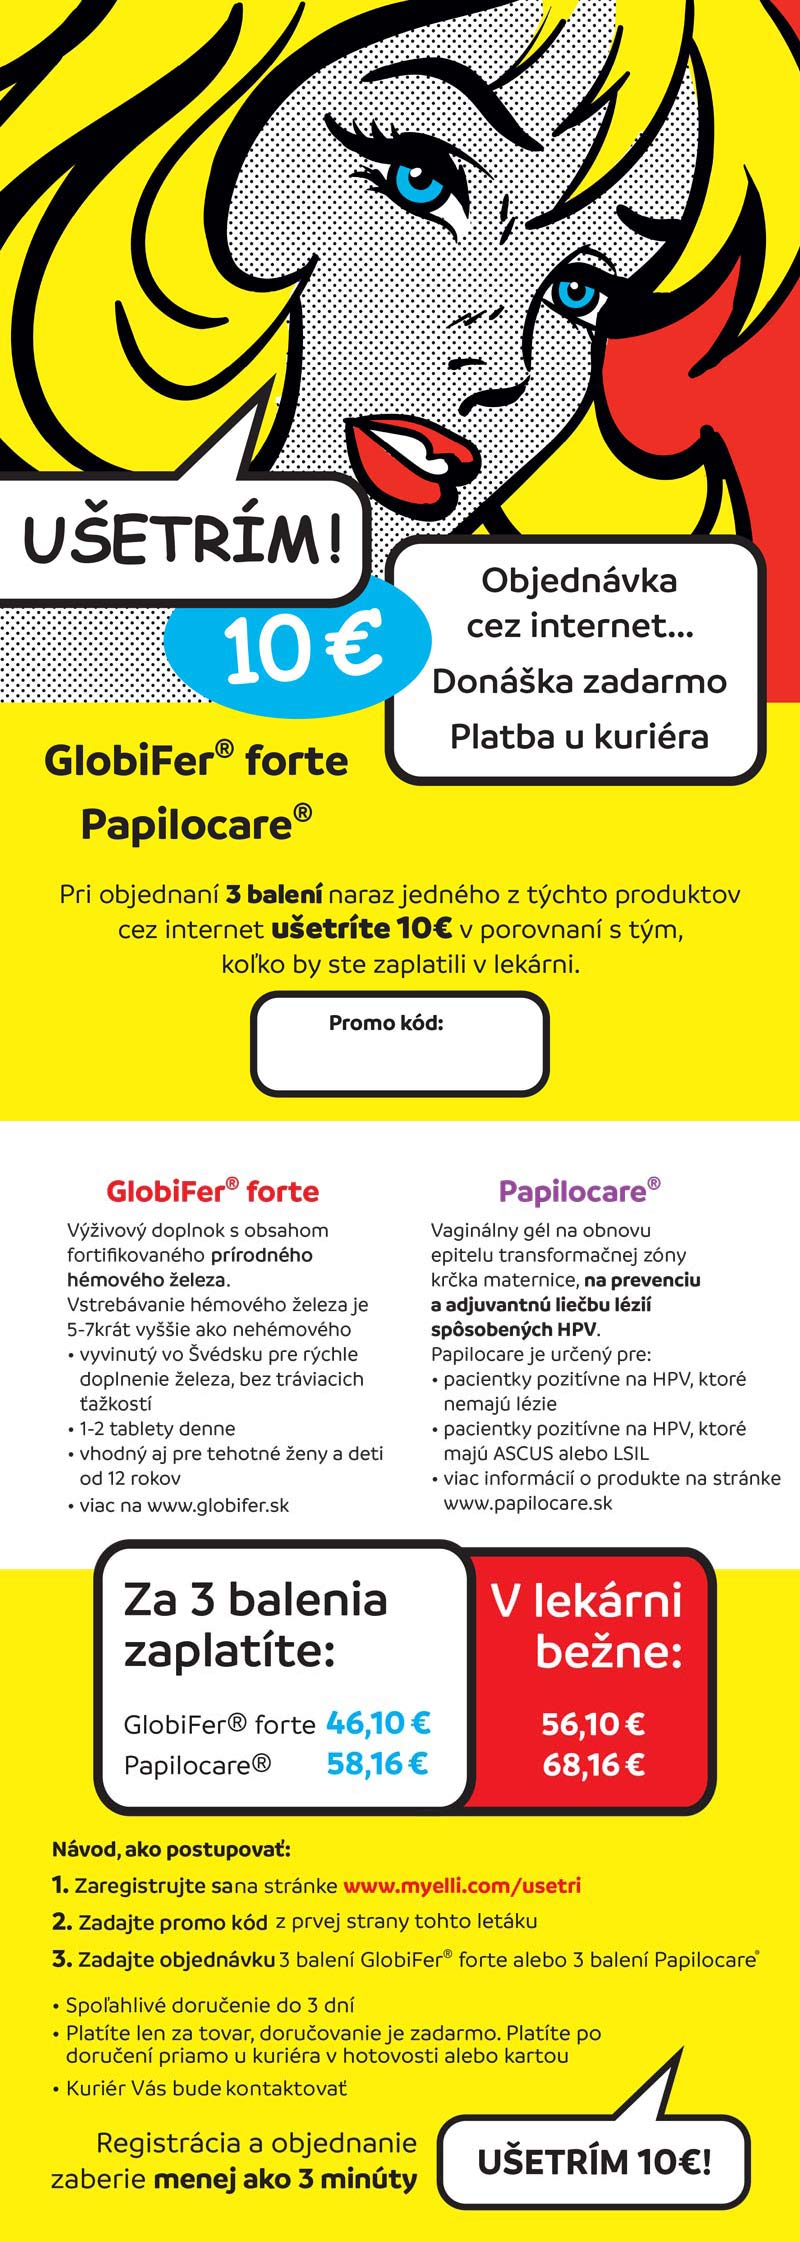 UŠETRÍM!
10 €
Objednávka
cez internet...
Donáška zadarmo
Platba u kuriéra
GlobiFer® forte
Papilocare®
Pri objednaní 3 balení naraz jedného z týchto produktov
cez internet ušetríte 10€ v porovnaní s tým,
koľko by ste zaplatili v lekárni.
Promo kód:
GlobiFer® forte
Výživový doplnok s obsahom
fortifikovaného prírodného
hémového železa.
Vstrebávanie hémového železa je
5-7krát vyššie ako nehémového
• vyvinutý vo Švédsku pre rýchle
doplnenie železa, bez tráviacich
ťažkostí
• 1-2 tablety denne
• vhodný aj pre tehotné ženy a deti
od 12 rokov
• viac na www.globifer.sk
Papilocare®
Vaginálny gél na obnovu
epitelu transformačnej zóny
krčka maternice, na prevenciu
a adjuvantnú liečbu lézií
spôsobených HPV.
Papilocare je určený pre:
• pacientky pozitívne na HPV, ktoré
nemajú lézie
• pacientky pozitívne na HPV, ktoré
majú ASCUS alebo LSIL
• viac informácií o produkte na stránke
www.papilocare.sk
Za 3 balenia
zaplatíte:
GlobiFer® forte 46,10 €
Papilocare® 58,16 €
V lekárni
bežne:
56,10 €
68,16 €
Návod, ako postupovať:
1. Zaregistrujte sana stránke www.myelli.com/usetri
2. Zadajte promo kód z prvej strany tohto letáku
3. Zadajte objednávku 3 balení GlobiFer® forte alebo 3 balení Papilocare®
• Spoľahlivé doručenie do 3 dní
• Platíte len za tovar, doručovanie je zadarmo. Platíte po
doručení priamo u kuriéra v hotovosti alebo kartou
• Kuriér Vás bude kontaktovať
Registrácia a objednanie
zaberie menej ako 3 minúty
UŠETRÍM 10€!